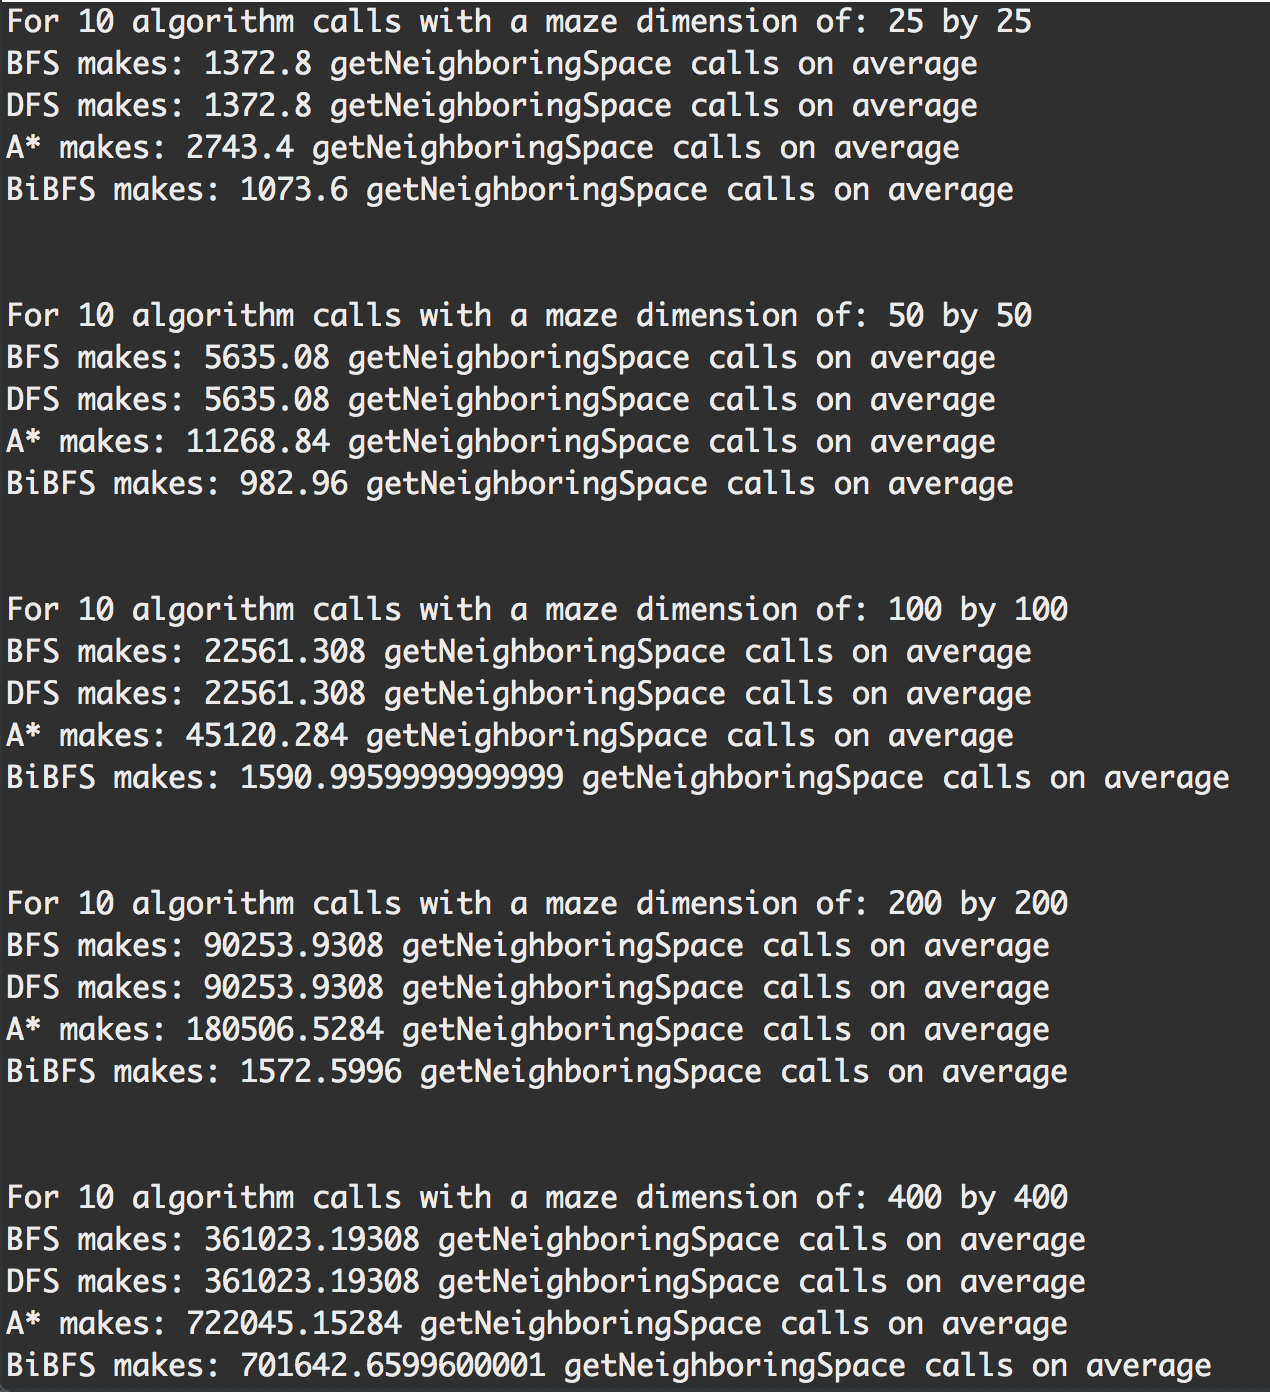 For 10 algorithm calls with a maze dimension of: 25 by 25
BFS makes: 1372.8 getNeighboringSpace calls on average
DFS makes: 1372.8 getNeighboringSpace calls on average
A* makes: 2743.4 getNeighboringSpace calls on average
BiBFS makes: 1073.6 getNeighboringSpace calls on average
For 10 algorithm calls with a maze dimension of: 50 by 50
BFS makes: 5635.08 getNeighboringSpace calls on average
DFS makes: 5635.08 getNeighboringSpace calls on average
A* makes: 11268.84 getNeighboringSpace calls on average
BiBFS makes: 982.96 getNeighboringSpace calls on average
For 10 algorithm calls with a maze dimension of: 100 by 100
BFS makes: 22561.308 getNeighboringSpace calls on average
DFS makes: 22561.308 getNeighboringSpace calls on average
A* makes: 45120.284 getNeighboringSpace calls on average
BiBFS makes: 1590.9959999999999 getNeighboringSpace calls on average
For 10 algorithm calls with a maze dimension of: 200 by 200
BFS makes: 90253.9308 getNeighboringSpace calls on average
DFS makes: 90253.9308 getNeighboringSpace calls on average
A* makes: 180506.5284 getNeighboringSpace calls on average
BiBFS makes: 1572.5996 getNeighboringSpace calls on average
For 10 algorithm calls with a maze dimension of: 400 by 400
BFS makes: 361023.19308 getNeighboringSpace calls on average
DFS makes: 361023.19308 getNeighboringSpace calls on average
A* makes: 722045.15284 getNeighboringSpace calls on average
BiBFS makes: 701642.6599600001 getNeighboringSpace calls on average